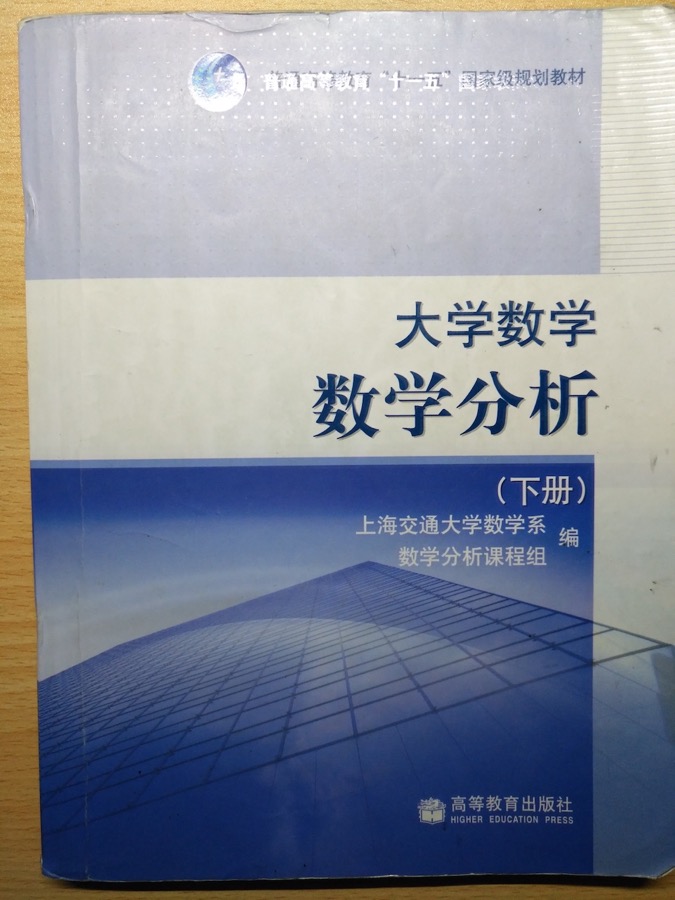 普通高等教育“十一五”国家级规划教材
大学数学
数学分析
（下册）
上海交通大学数学系
数学分析课程组
编
高等教育出版社
HIGHER EDUCATION PRESS